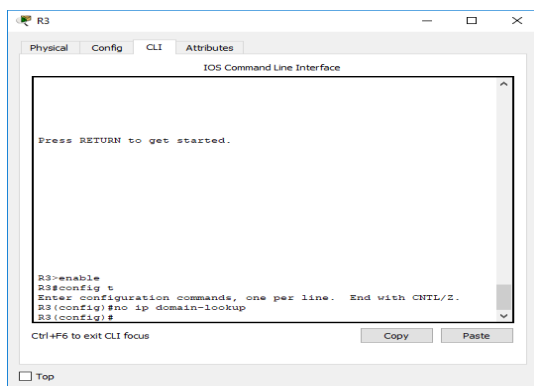 R3
Physical Config CLI Attributes
IOS Command Line Interface
Press RETURN to get started.
R3>enable
R3#config t
Enter configuration commands, one per line.  End with CNTL/Z.
R3(config)#no ip domain-lookup
R3(config)#
Ctrl+F6 to exit CLI focus
Copy Paste
Top